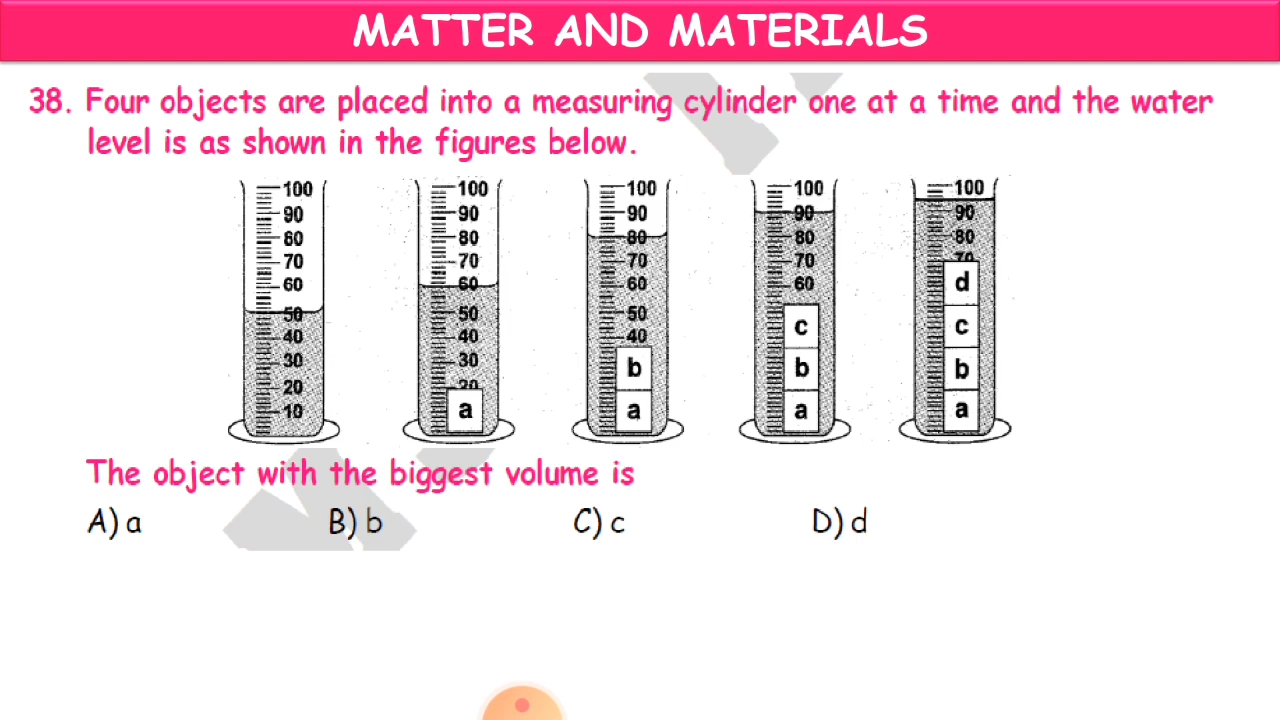 MATTER AND MATERIALS
38. Four objects are placed into a measuring cylinder one at a time and the water
level is as shown in the figures below.
100 100 100 100 100
90 90 90 90 90
80 80 80 80 80
70 70 70 70 70
60 60 60 60 d
50 50 50 c c
40 40 40 b b
30 30 b a a
20 20 a
10 a
The object with the biggest volume is
A) a B) b C) c D) d